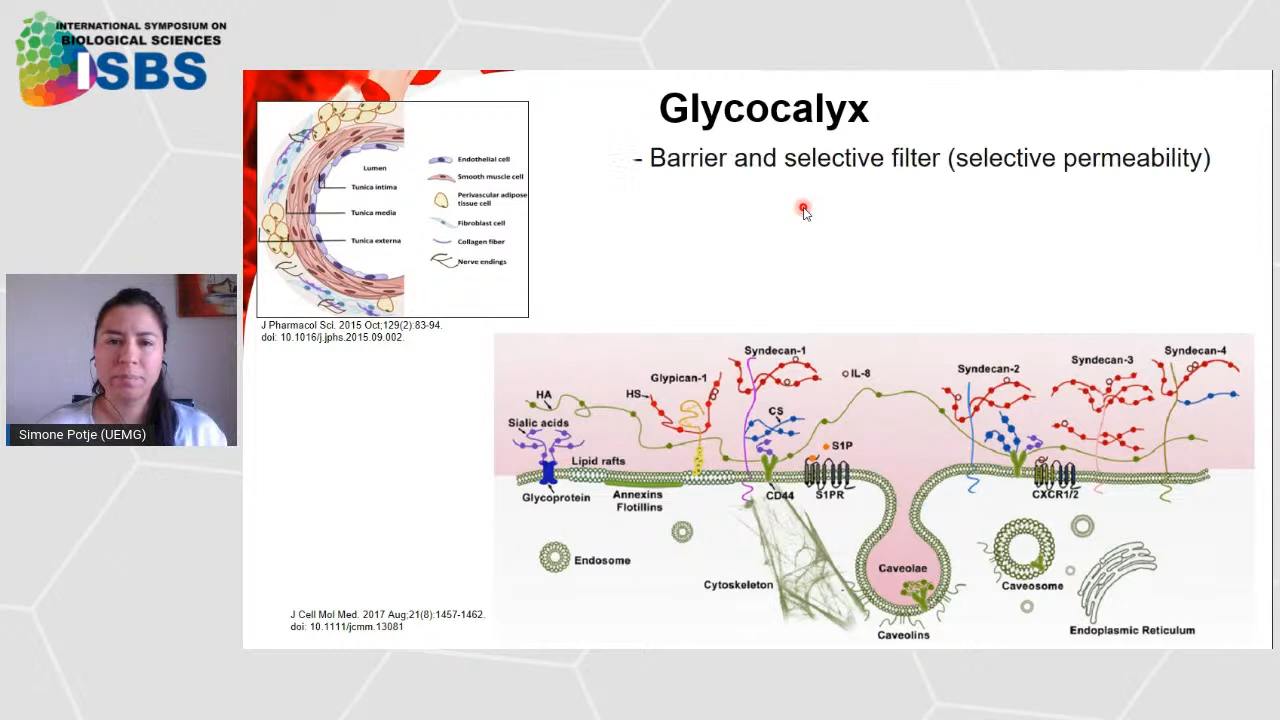 INTERNATIONAL SYMPOSIUM ON
BIOLOGICAL SCIENCES
ISBS
Glycocalyx
- Barrier and selective filter (selective permeability)
Lumen
Tunica intima
Tunica media
Tunica externa
Endothelial cell
Smooth muscle cell
Perivascular adipose
tissue cell
Fibroblast cell
Collagen fiber
Nerve endings
J Pharmacol Sci. 2015 Oct;129(2):83-94.
doi: 10.1016/j.jphs.2015.09.002.
Simone Potje (UEMG)
Syndecan-1
Syndecan-2
Syndecan-3
Syndecan-4
Glypican-1
IL-8
HA
HS
CS
Sialic acids
S1P
Lipid rafts
Glycoprotein
Annexins
Flotillins
CD44
S1PR
CXCR1/2
Endosome
Cytoskeleton
Caveolae
Caveosome
Caveolins
Endoplasmic Reticulum
J Cell Mol Med. 2017 Aug;21(8):1457-1462.
doi: 10.1111/jcmm.13081